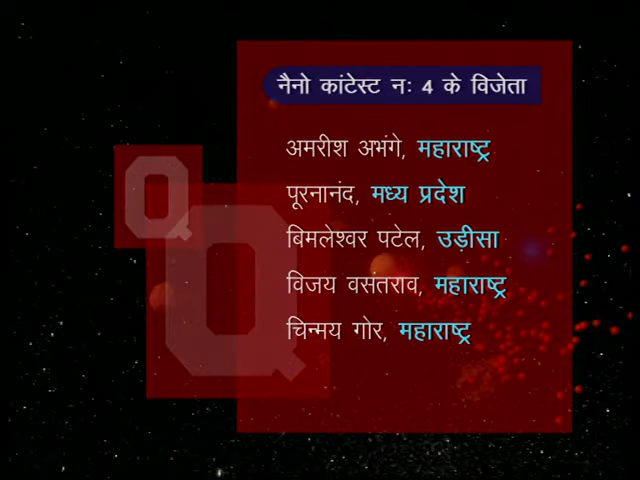 नैनो कांटेस्ट नः 4 के विजेता
अमरीश अभंगे, महाराष्ट्र
पूरनानंद, मध्य प्रदेश
बिमलेश्वर पटेल, उड़ीसा
विजय वसंतराव, महाराष्ट्र
चिन्मय गोर, महाराष्ट्र
Q
Q